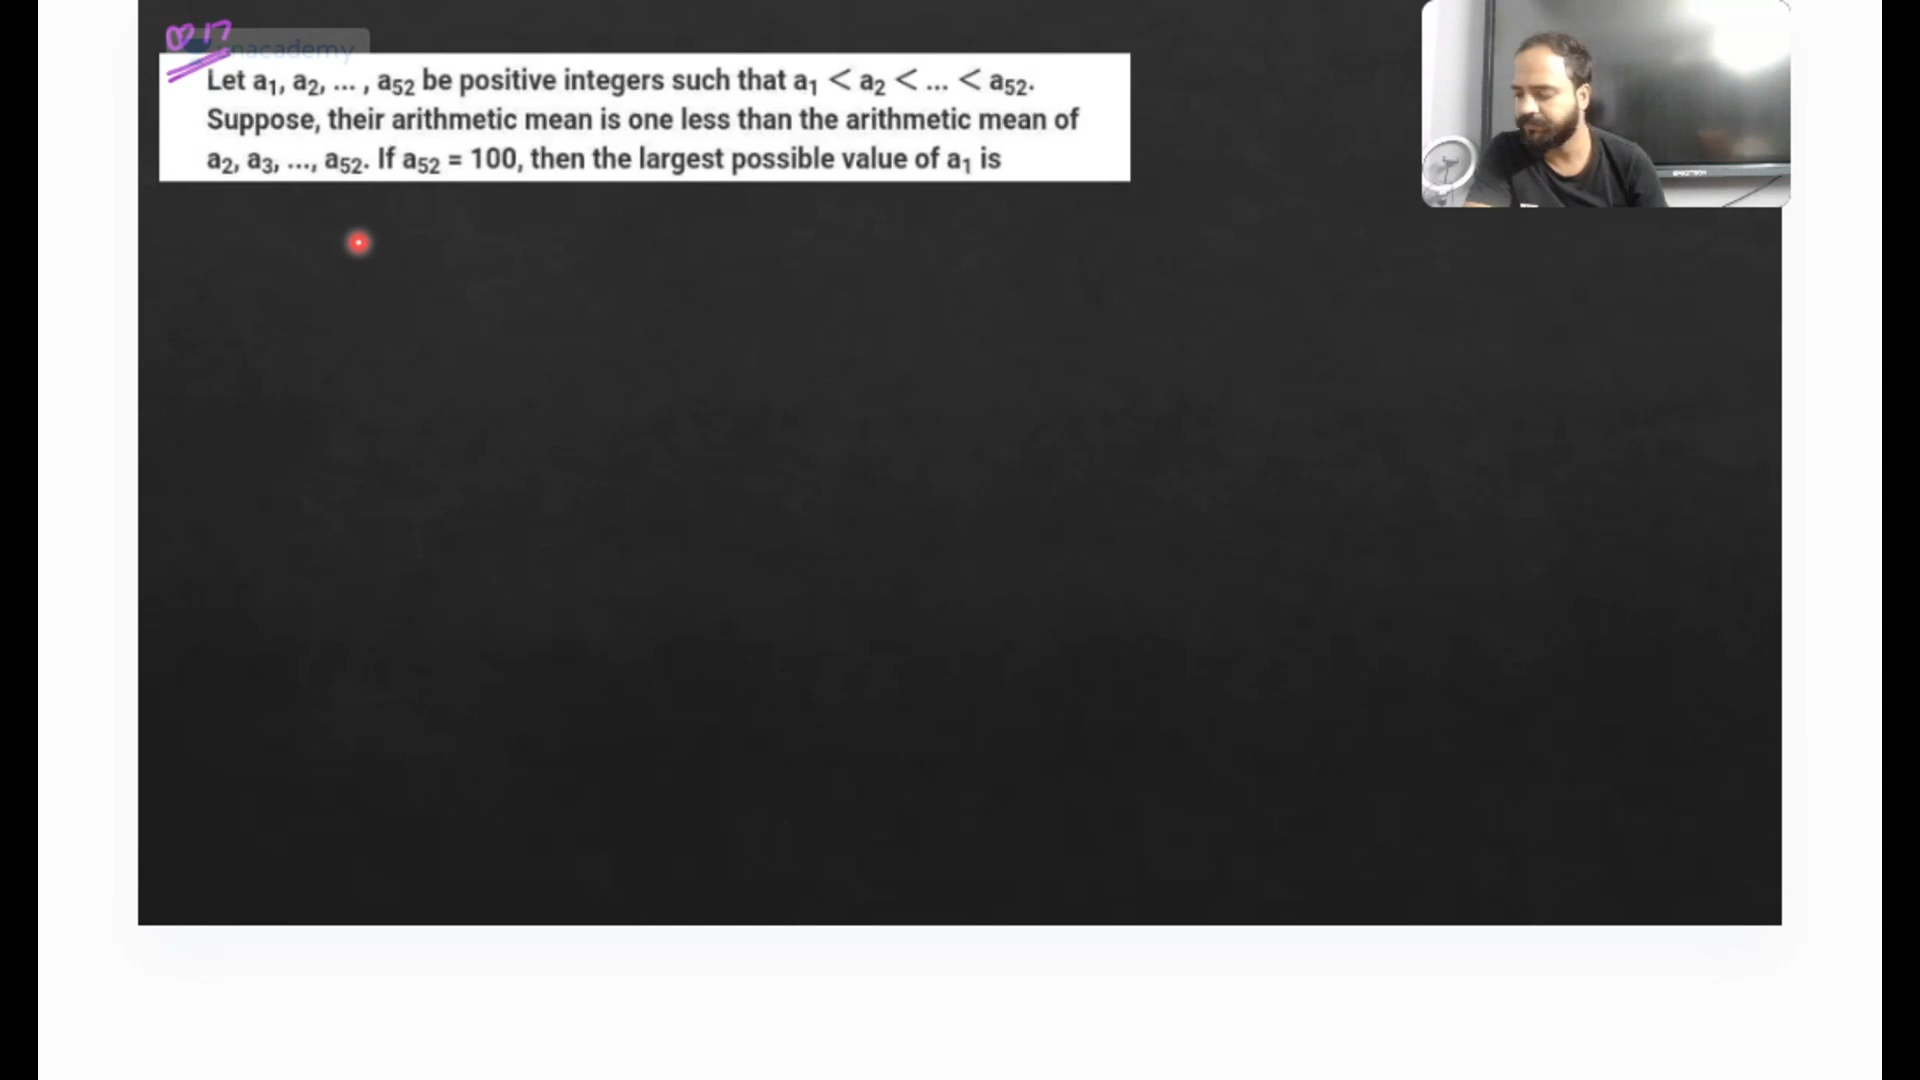 Q17
unacademy
Let a₁, a₂, ... , a₅₂ be positive integers such that a₁ < a₂ < ... < a₅₂.
Suppose, their arithmetic mean is one less than the arithmetic mean of
a₂, a₃, ..., a₅₂. If a₅₂ = 100, then the largest possible value of a₁ is